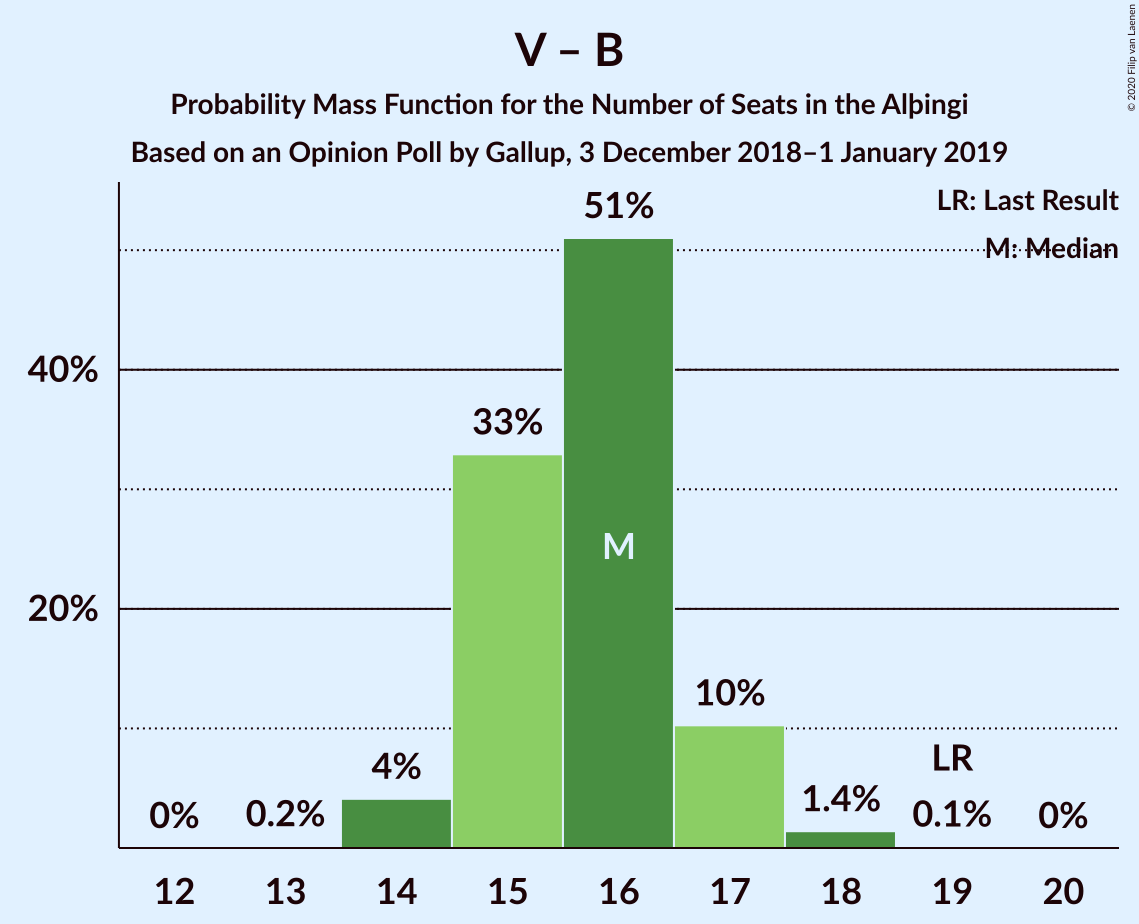 V – B
Probability Mass Function for the Number of Seats in the Alþingi
Based on an Opinion Poll by Gallup, 3 December 2018–1 January 2019
© 2020 Filip van Laenen
LR: Last Result
M: Median
51%
40%
33%
M
20%
10%
4%
LR
1.4%
0%
0.2%
0.1%
0%
12 13 14 15 16 17 18 19 20